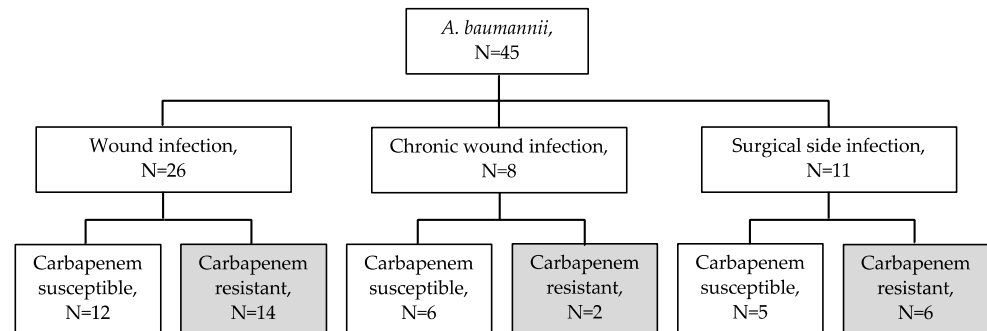 A. baumannii,
N=45
Wound infection,
N=26
Chronic wound infection,
N=8
Surgical side infection,
N=11
Carbapenem
susceptible,
N=12
Carbapenem
resistant,
N=14
Carbapenem
susceptible,
N=6
Carbapenem
resistant,
N=2
Carbapenem
susceptible,
N=5
Carbapenem
resistant,
N=6